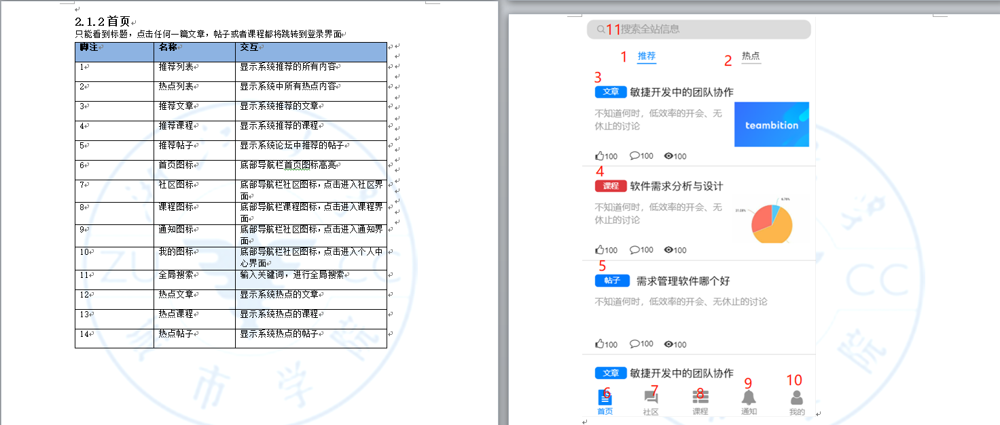 2.1.2首页
只能看到标题，点击任何一篇文章，帖子或者课程都将跳转到登录界面
脚注 名称 交互
1 推荐列表 显示系统推荐的所有内容
2 热点列表 显示系统中所有热点内容
3 推荐文章 显示系统推荐的文章
4 推荐课程 显示系统推荐的课程
5 推荐帖子 显示系统论坛中推荐的帖子
6 首页图标 底部导航栏首页图标高亮
7 社区图标 底部导航栏社区图标，点击进入社区界
面
8 课程图标 底部导航栏课程图标，点击进入课程界
面
9 通知图标 底部导航栏社区图标，点击进入通知界
面
10 我的图标 底部导航栏社区图标，点击进入个人中
心界面
11 全局搜索 输入关键词，进行全局搜索
12 热点文章 显示系统热点的文章
13 热点课程 显示系统热点的课程
14 热点帖子 显示系统热点的帖子
ZU CC
市 学 院
11 搜索全站信息
1 推荐 2 热点
3
文章 敏捷开发中的团队协作
不知道何时，低效率的开会、无
休止的讨论
teambition
100 100 100
4
课程 软件需求分析与设计
不知道何时，低效率的开会、无
休止的讨论
100 100 100
5
帖子 需求管理软件哪个好
不知道何时，低效率的开会、无休止的讨论
100 100 100
文章 敏捷开发中的团队协作
6 7 8 9 10
首页 社区 课程 通知 我的
CC
院